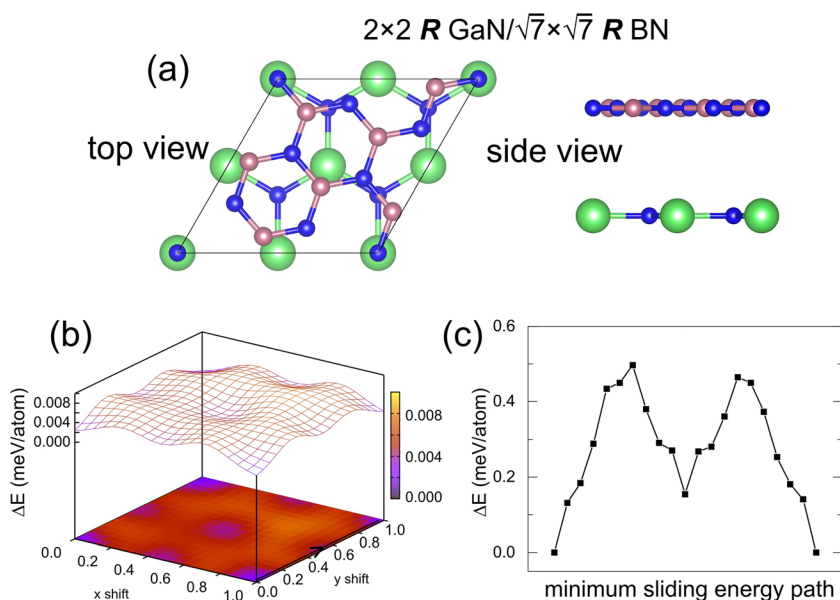 2×2 R GaN/√7×√7 R BN
(a)
top view
side view
(b)
ΔE (meV/atom)
0.008
0.004
0.000
0.008
0.004
0.000
0.0
0.2
0.4
0.6
0.8
1.0
x shift
0.0
0.2
0.4
0.6
0.8
1.0
y shift
(c)
ΔE (meV/atom)
0.6
0.4
0.2
0.0
minimum sliding energy path